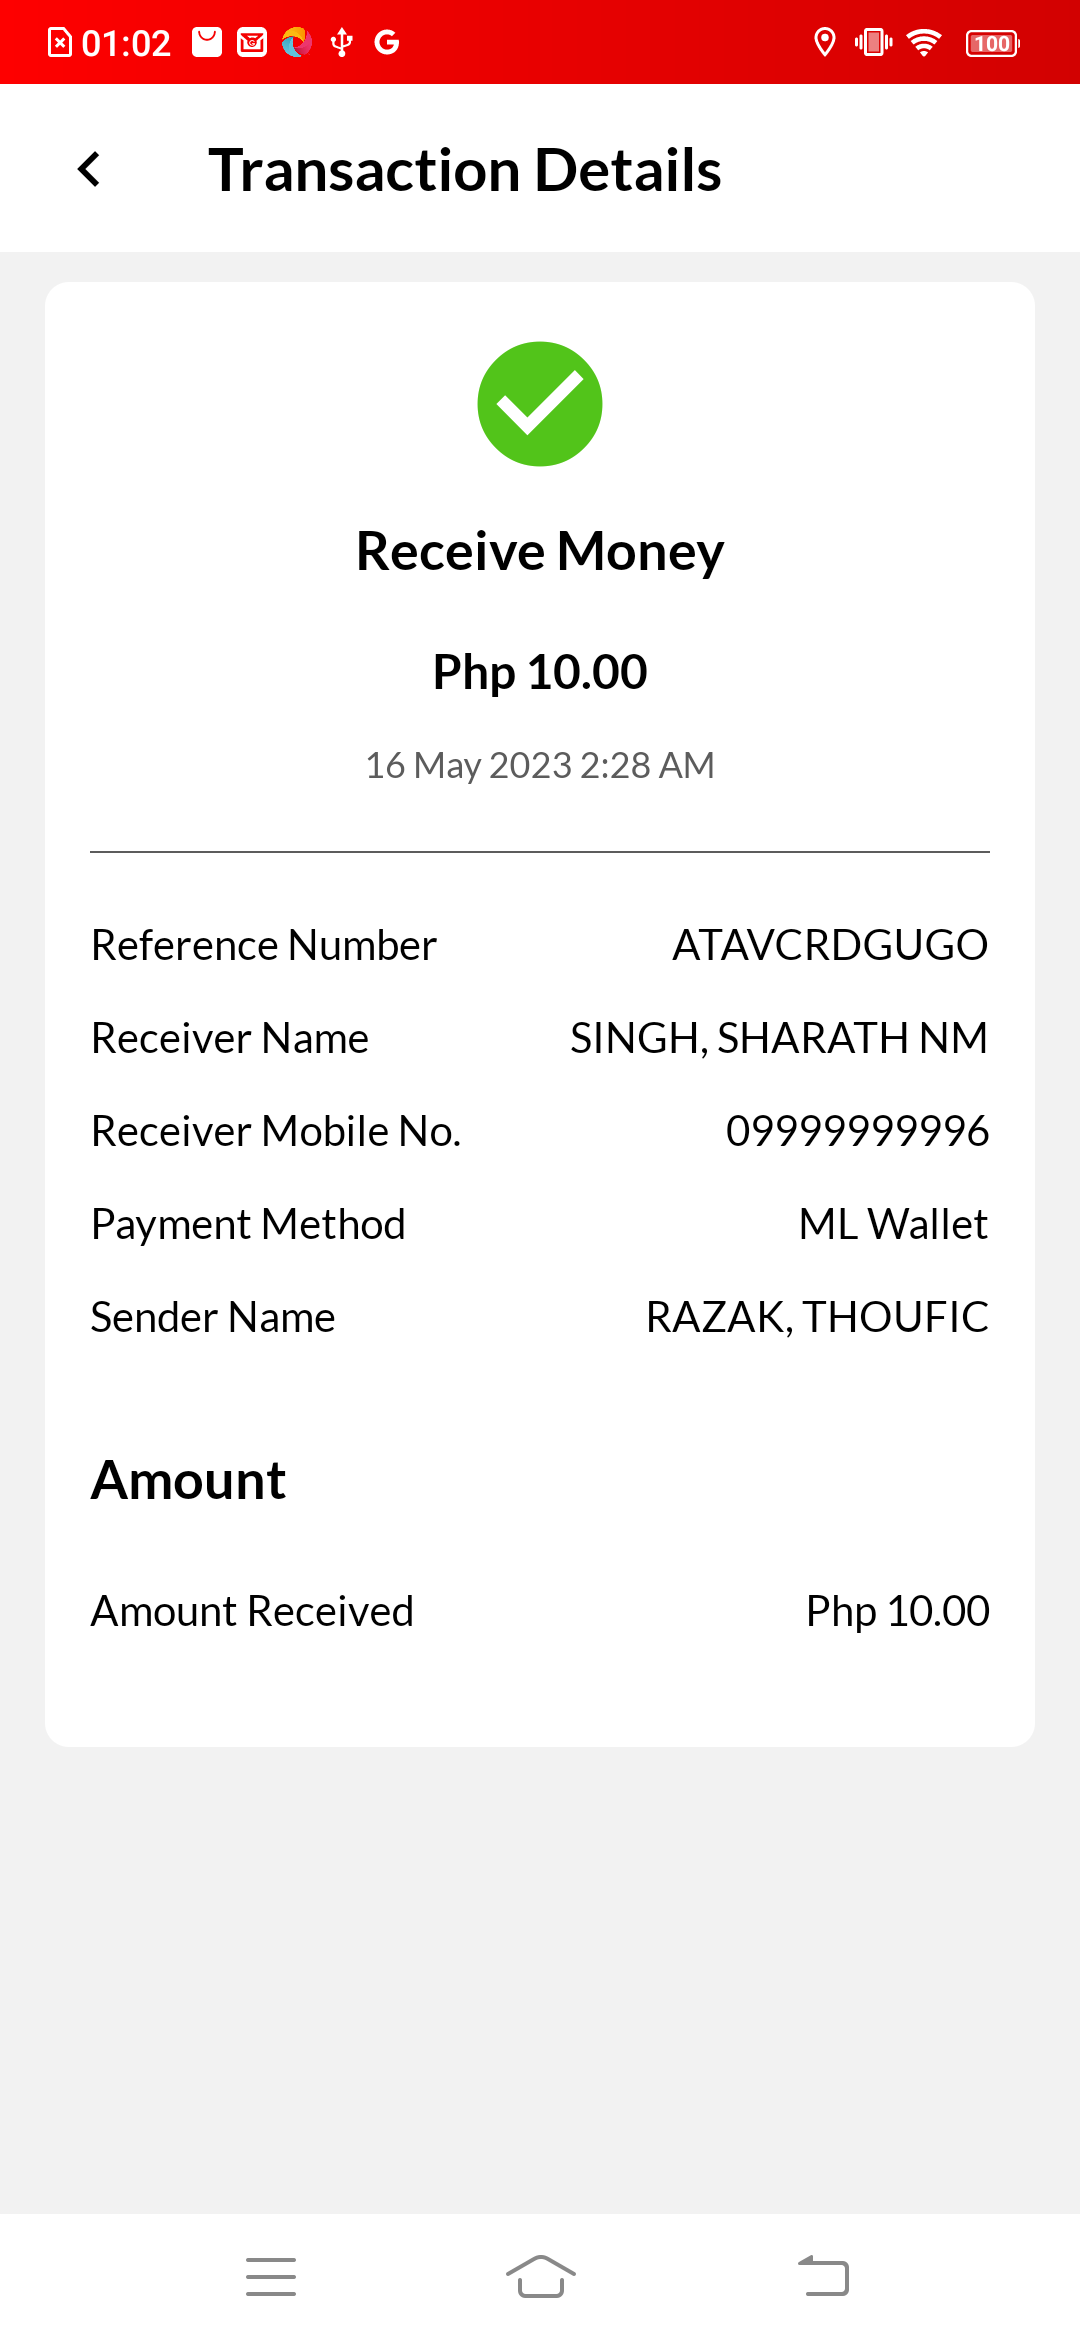 01:02
100
Transaction Details
Receive Money
Php 10.00
16 May 2023 2:28 AM
Reference Number ATAVCRDGUGO
Receiver Name SINGH, SHARATH NM
Receiver Mobile No. 09999999996
Payment Method ML Wallet
Sender Name RAZAK, THOUFIC
Amount
Amount Received Php 10.00